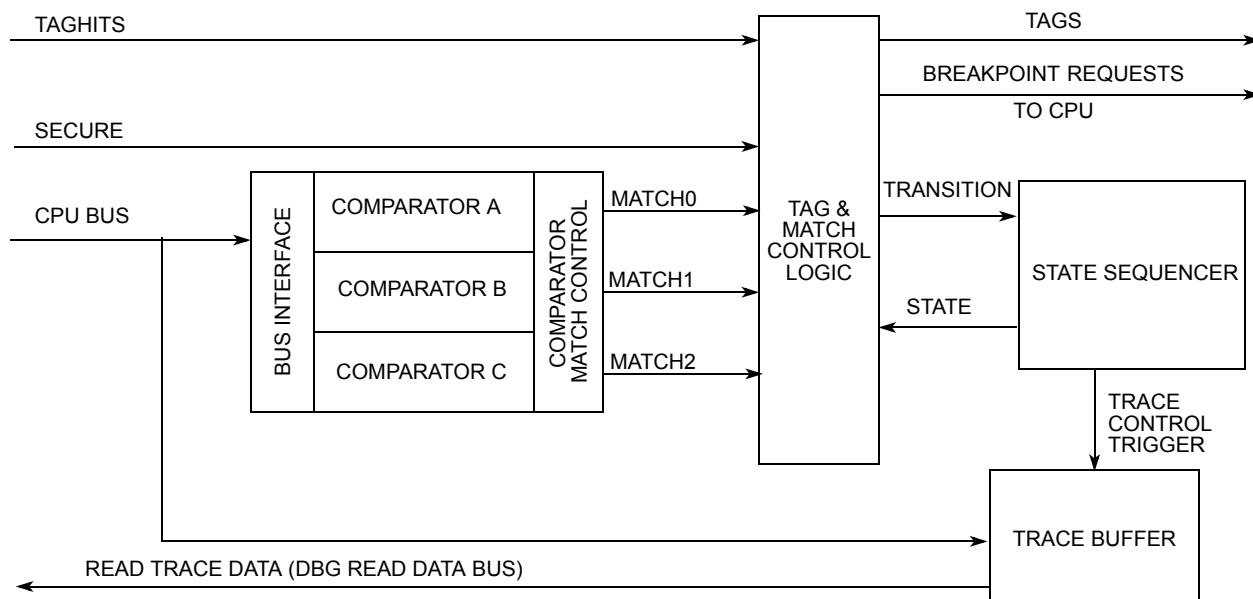 TAGHITS
TAGS
BREAKPOINT REQUESTS
TO CPU
SECURE
CPU BUS
BUS INTERFACE
COMPARATOR A
COMPARATOR B
COMPARATOR C
COMPARATOR
MATCH CONTROL
MATCH0
MATCH1
MATCH2
TAG &
MATCH
CONTROL
LOGIC
TRANSITION
STATE
STATE SEQUENCER
TRACE
CONTROL
TRIGGER
TRACE BUFFER
READ TRACE DATA (DBG READ DATA BUS)